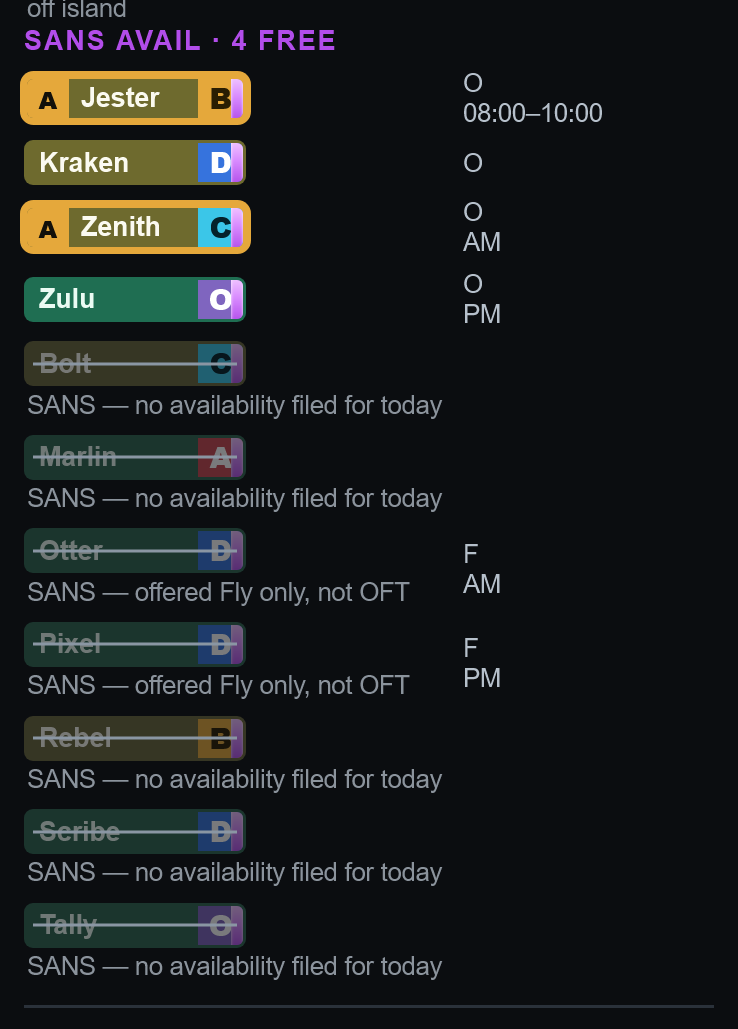 off island
SANS AVAIL · 4 FREE
A Jester B O
08:00–10:00
Kraken D O
A Zenith C O
AM
Zulu O O
PM
Bolt C
SANS — no availability filed for today
Marlin A
SANS — no availability filed for today
Otter D F
AM
SANS — offered Fly only, not OFT
Pixel D F
PM
SANS — offered Fly only, not OFT
Rebel B
SANS — no availability filed for today
Scribe D
SANS — no availability filed for today
Tally O
SANS — no availability filed for today